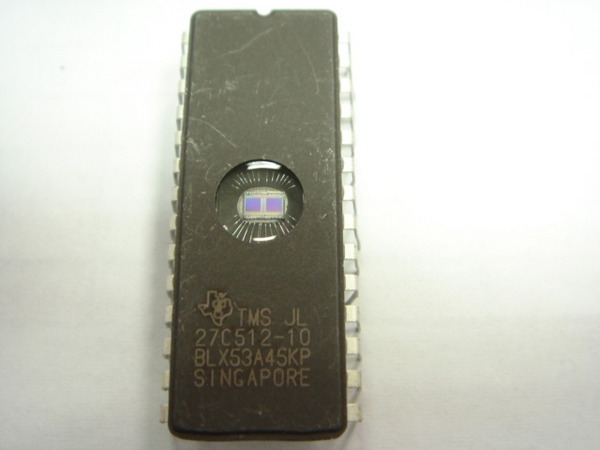 TMS JL
27C512-10
BLX53A45KP
SINGAPORE